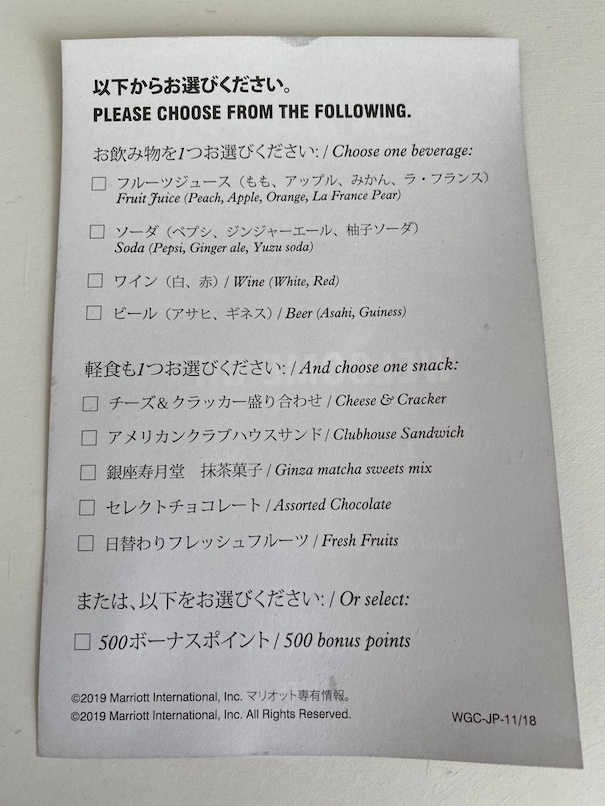 以下からお選びください。
PLEASE CHOOSE FROM THE FOLLOWING.
お飲み物を1つお選びください: / Choose one beverage:
□ フルーツジュース（もも、アップル、みかん、ラ・フランス）
Fruit Juice (Peach, Apple, Orange, La France Pear)
□ ソーダ（ペプシ、ジンジャーエール、柚子ソーダ）
Soda (Pepsi, Ginger ale, Yuzu soda)
□ ワイン（白、赤）/ Wine (White, Red)
□ ビール（アサヒ、ギネス）/ Beer (Asahi, Guiness)
軽食も1つお選びください: / And choose one snack:
□ チーズ＆クラッカー盛り合わせ / Cheese & Cracker
□ アメリカンクラブハウスサンド / Clubhouse Sandwich
□ 銀座寿月堂　抹茶菓子 / Ginza matcha sweets mix
□ セレクトチョコレート / Assorted Chocolate
□ 日替わりフレッシュフルーツ / Fresh Fruits
または、以下をお選びください: / Or select:
□ 500ボーナスポイント / 500 bonus points
©2019 Marriott International, Inc. マリオット専有情報。
©2019 Marriott International, Inc. All Rights Reserved.
WGC-JP-11/18